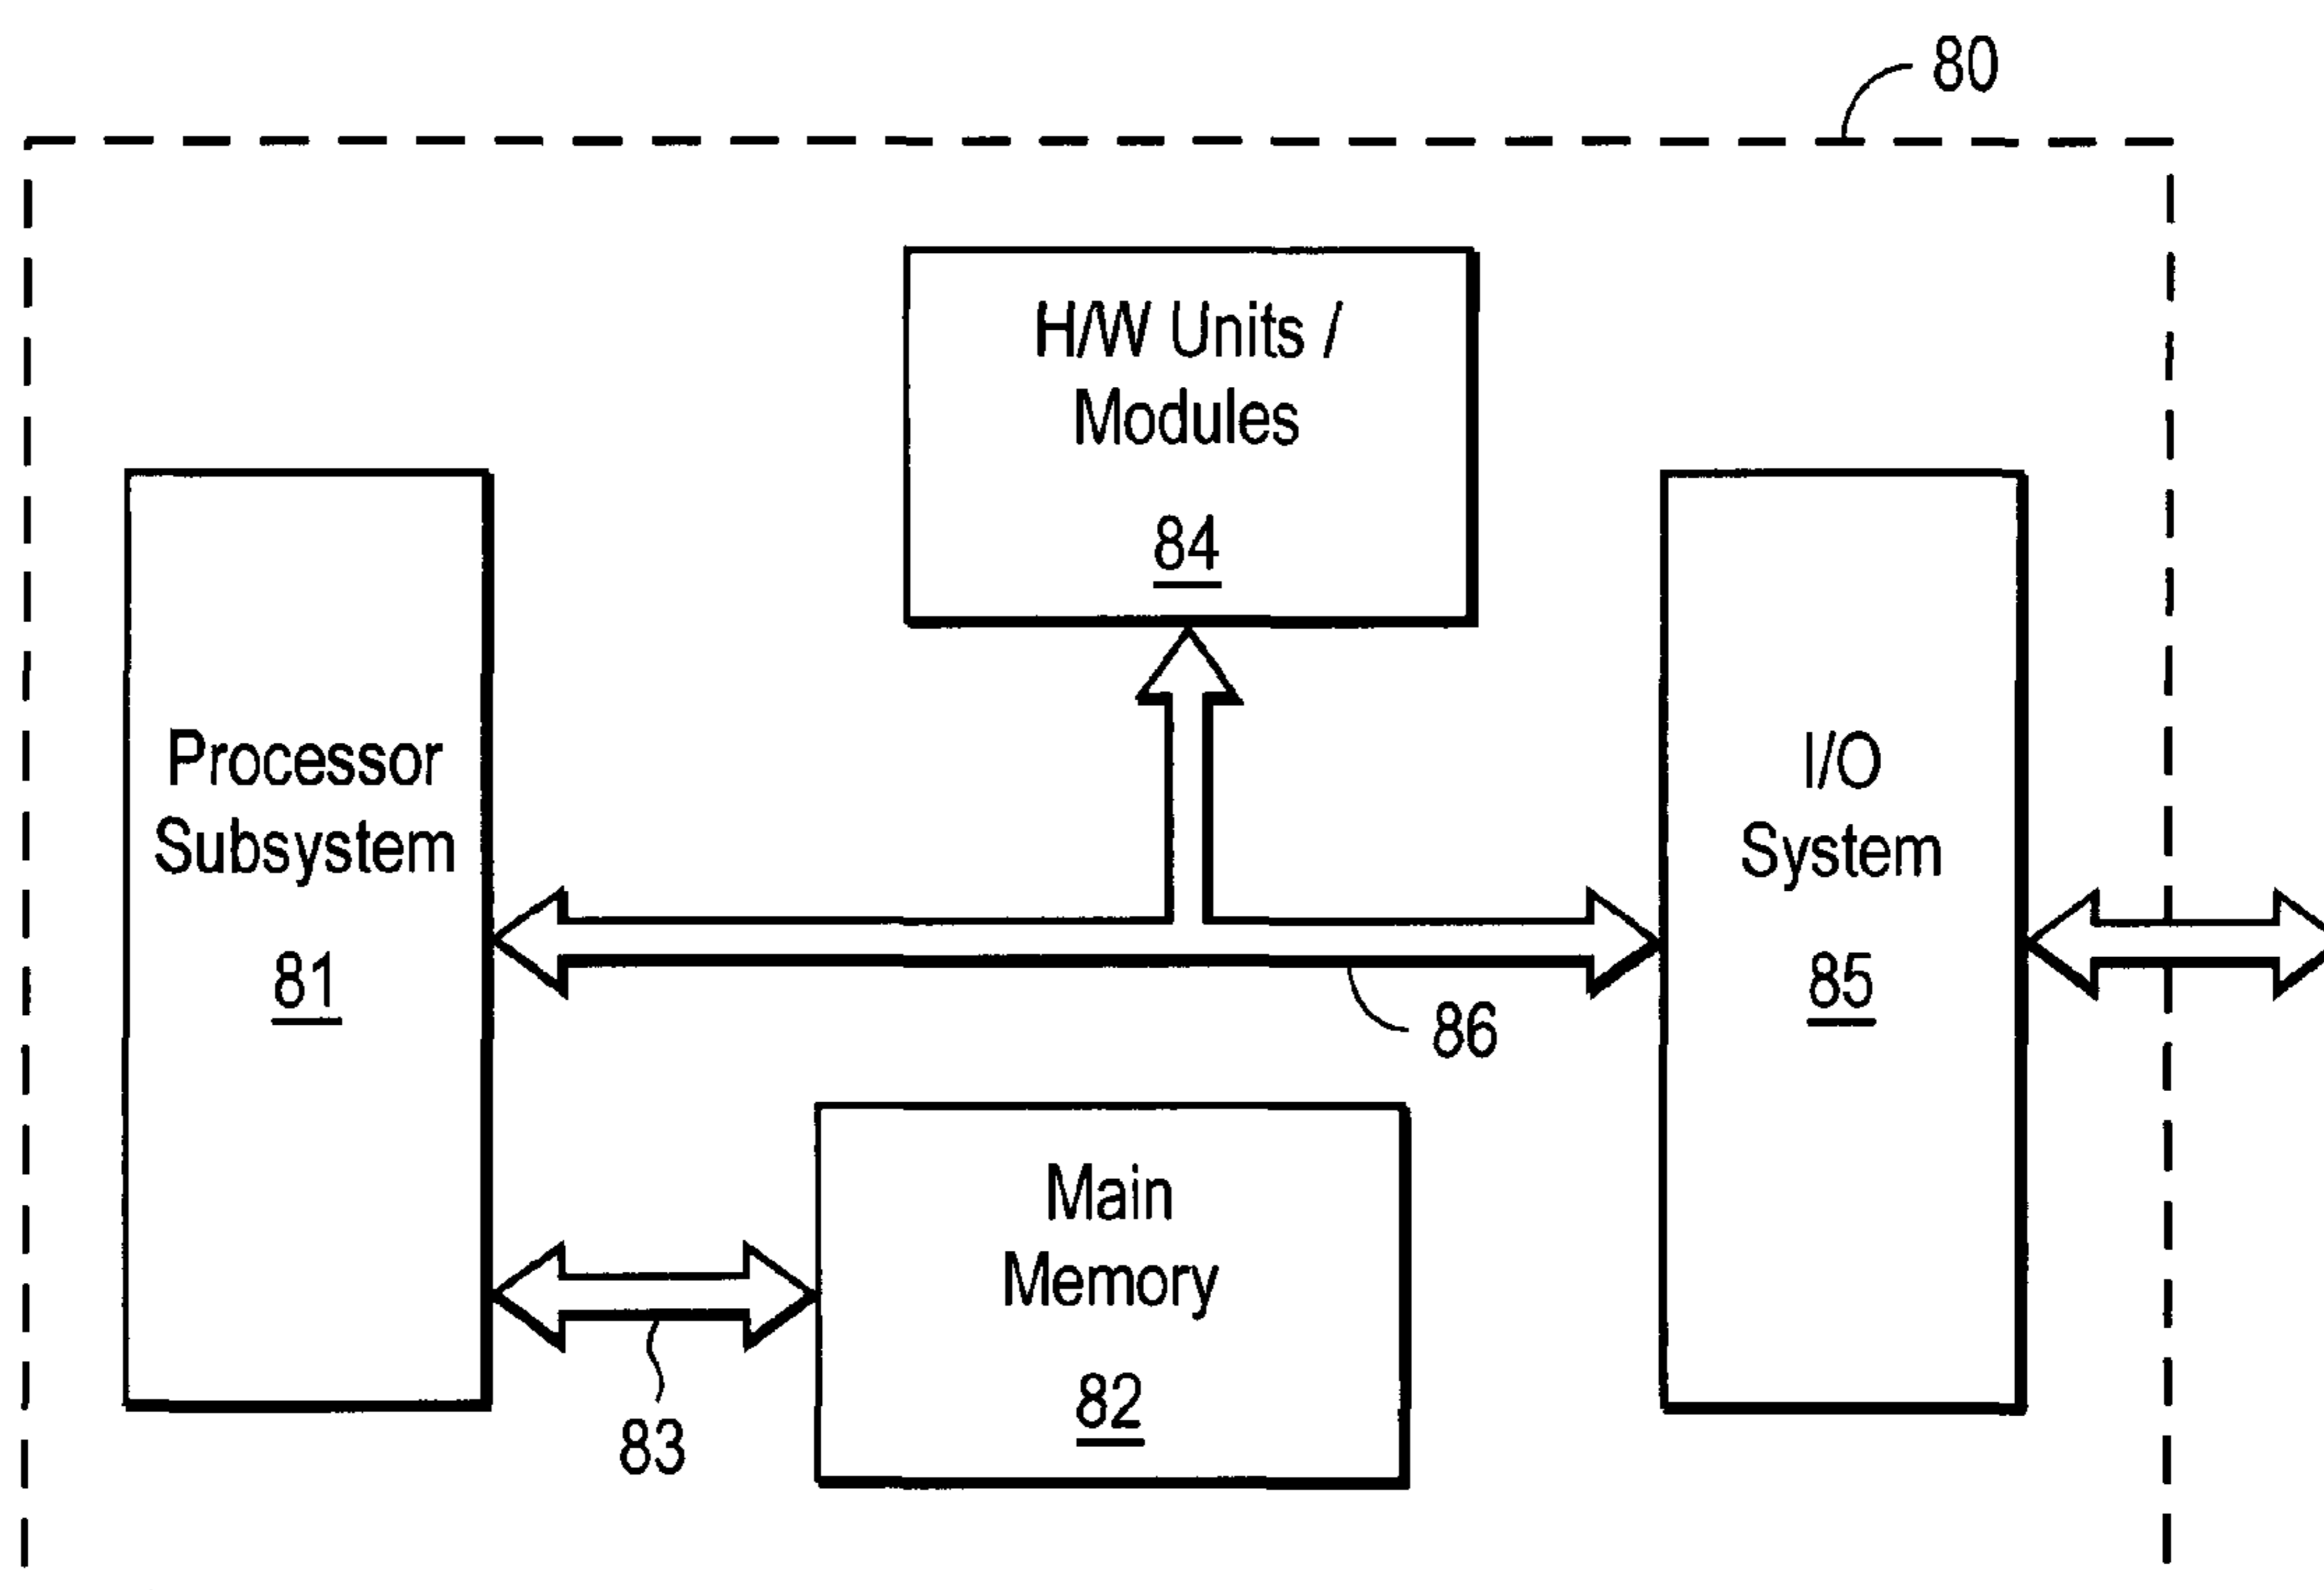 80
H/W Units /
Modules
84
Processor
Subsystem
81
I/O
System
85
86
Main
Memory
82
83